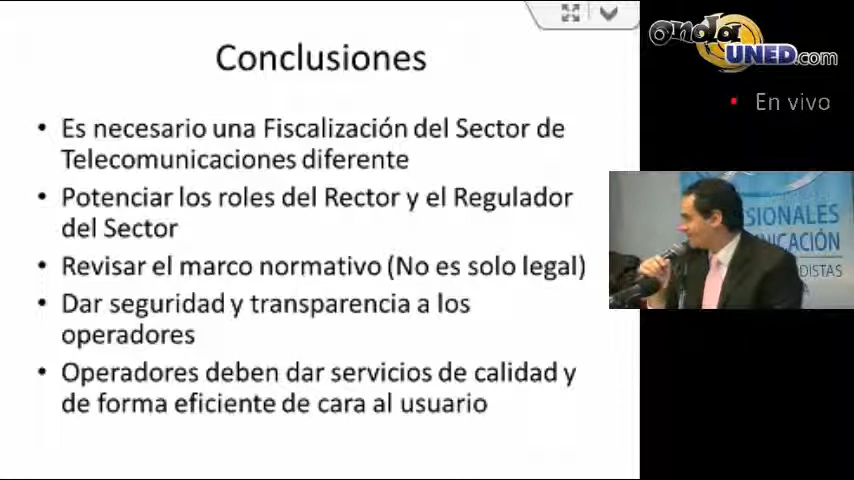 Conclusiones
• Es necesario una Fiscalización del Sector de
Telecomunicaciones diferente
• Potenciar los roles del Rector y el Regulador
del Sector
• Revisar el marco normativo (No es solo legal)
• Dar seguridad y transparencia a los
operadores
• Operadores deben dar servicios de calidad y
de forma eficiente de cara al usuario
onda
UNED.com
• En vivo
SIONALES
NICACIÓN
DISTAS